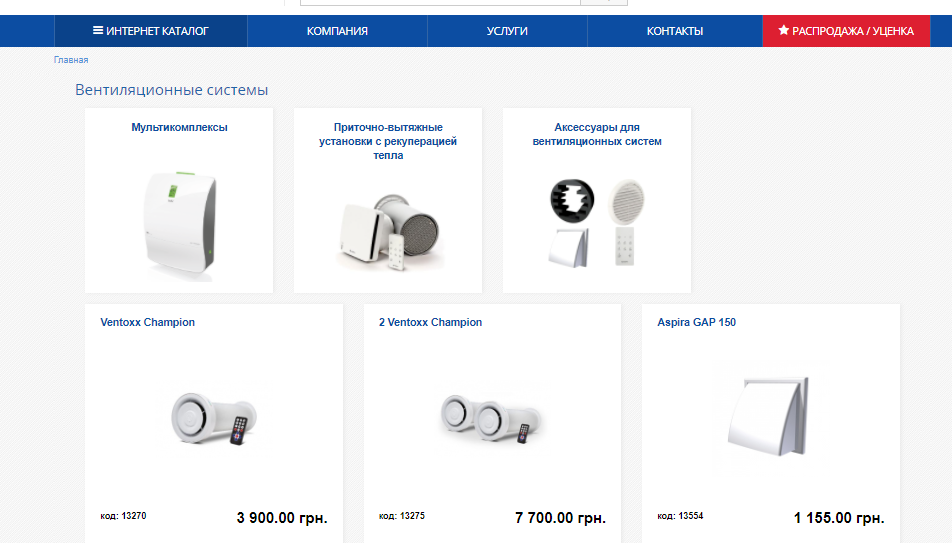 ИНТЕРНЕТ КАТАЛОГ
КОМПАНИЯ
УСЛУГИ
КОНТАКТЫ
РАСПРОДАЖА / УЦЕНКА
Главная
Вентиляционные системы
Мультикомплексы
Приточно-вытяжные
установки с рекуперацией
тепла
Аксессуары для
вентиляционных систем
Ventoxx Champion
2 Ventoxx Champion
Aspira GAP 150
код: 13270
3 900.00 грн.
код: 13275
7 700.00 грн.
код: 13554
1 155.00 грн.